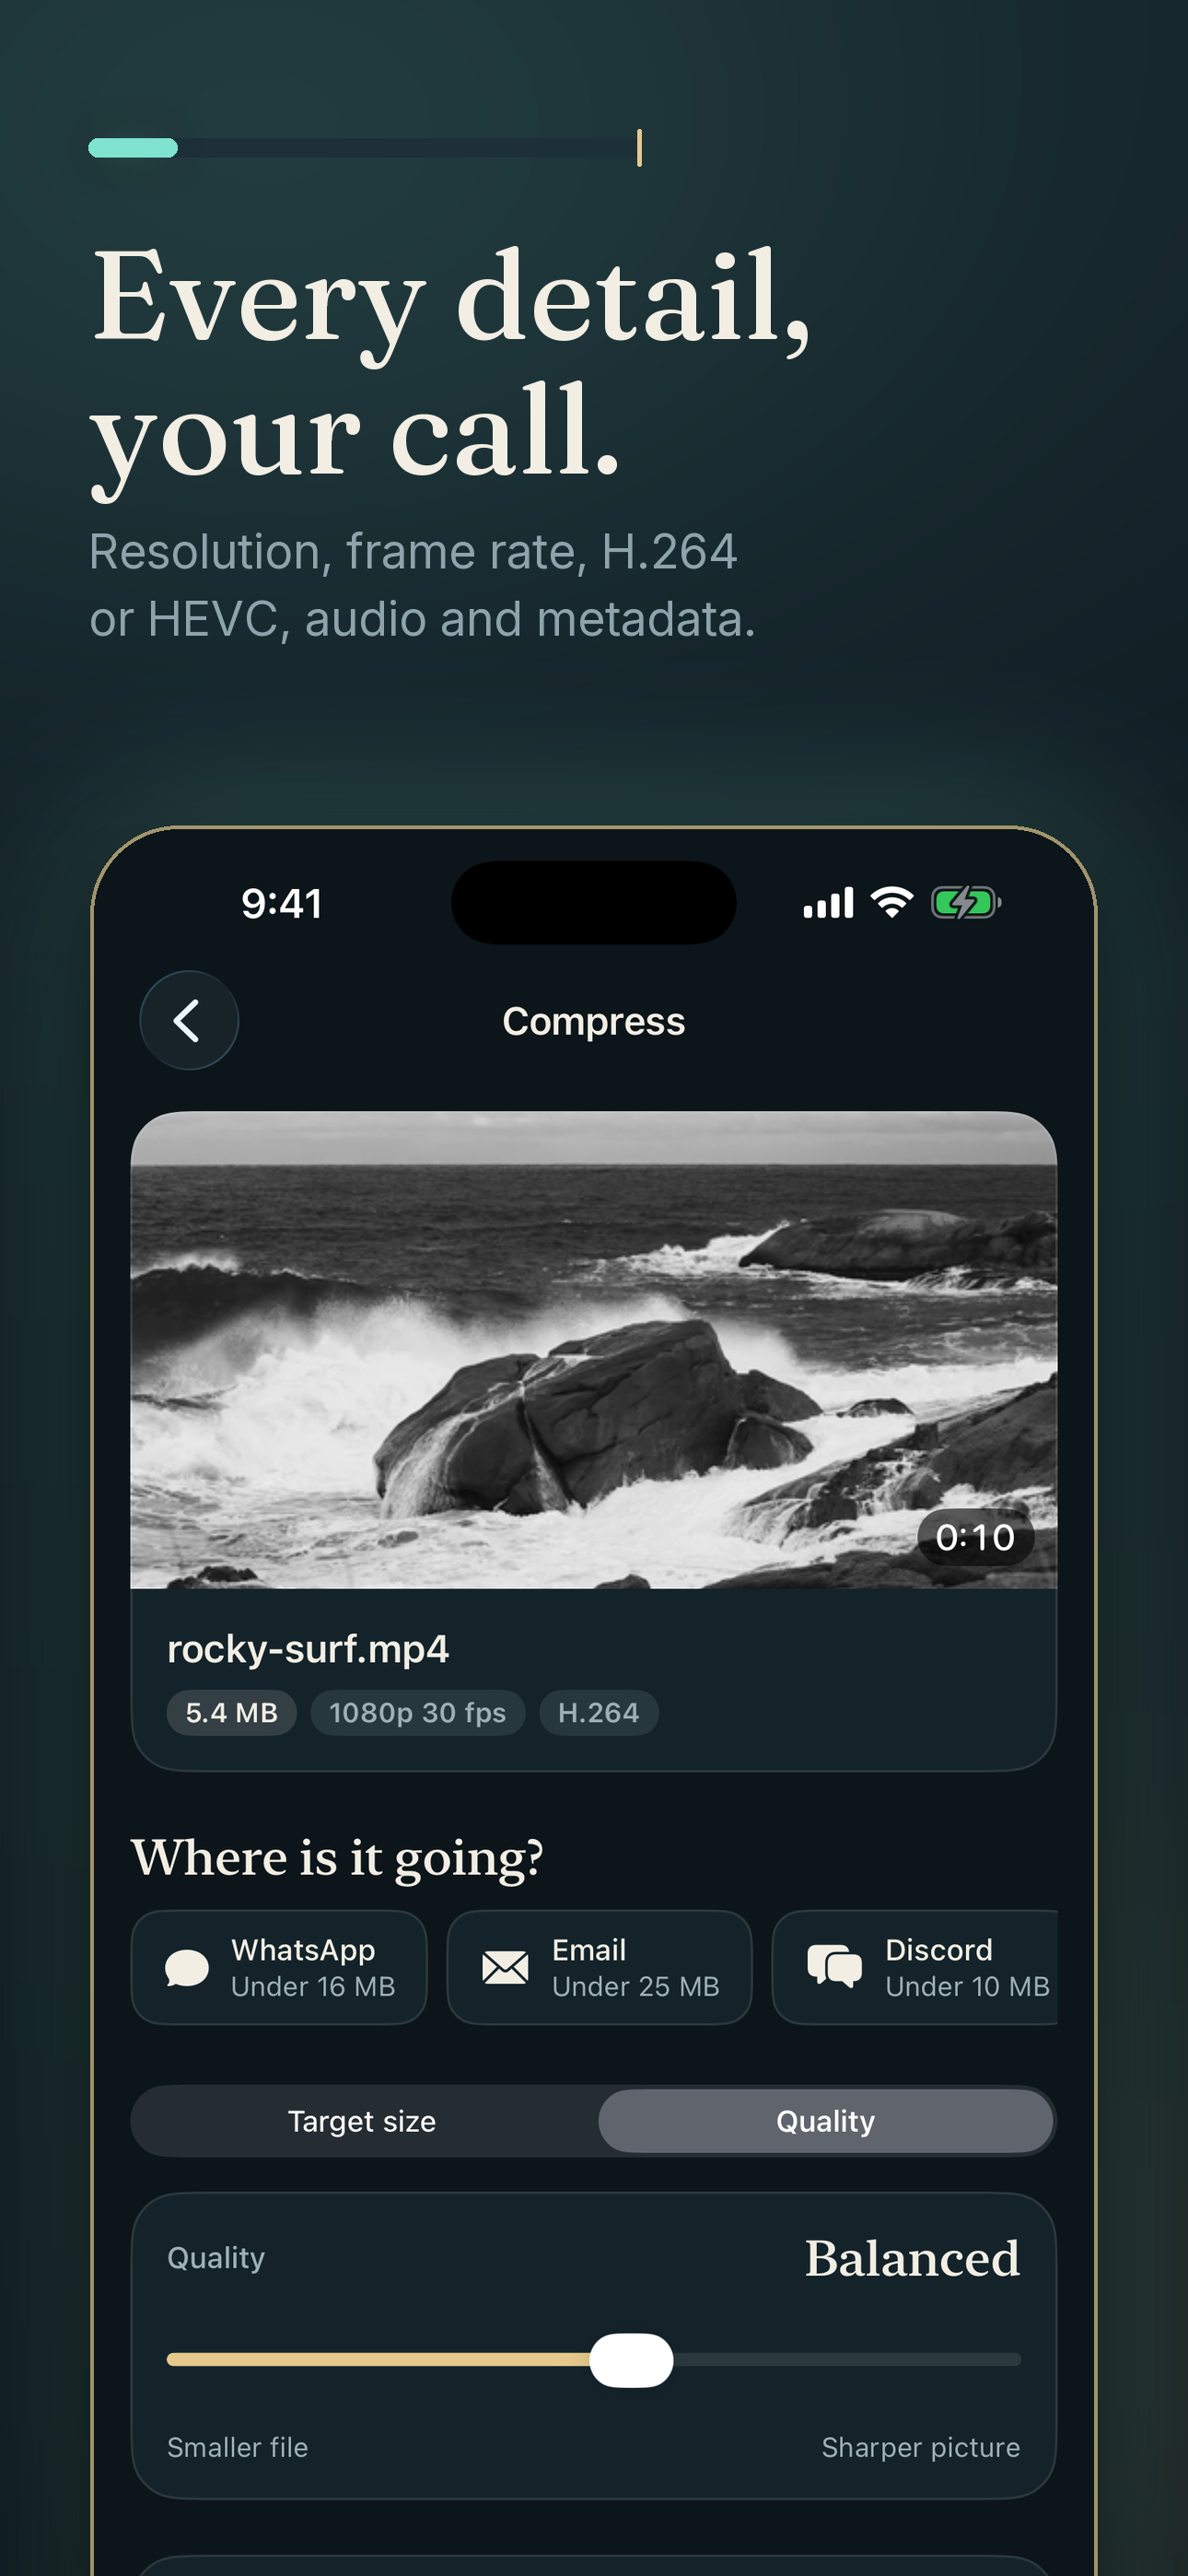 Every detail,
your call.
Resolution, frame rate, H.264
or HEVC, audio and metadata.
9:41
Compress
0:10
rocky-surf.mp4
5.4 MB 1080p 30 fps H.264
Where is it going?
WhatsApp Email Discord
Under 16 MB Under 25 MB Under 10 MB
Target size Quality
Quality Balanced
Smaller file Sharper picture